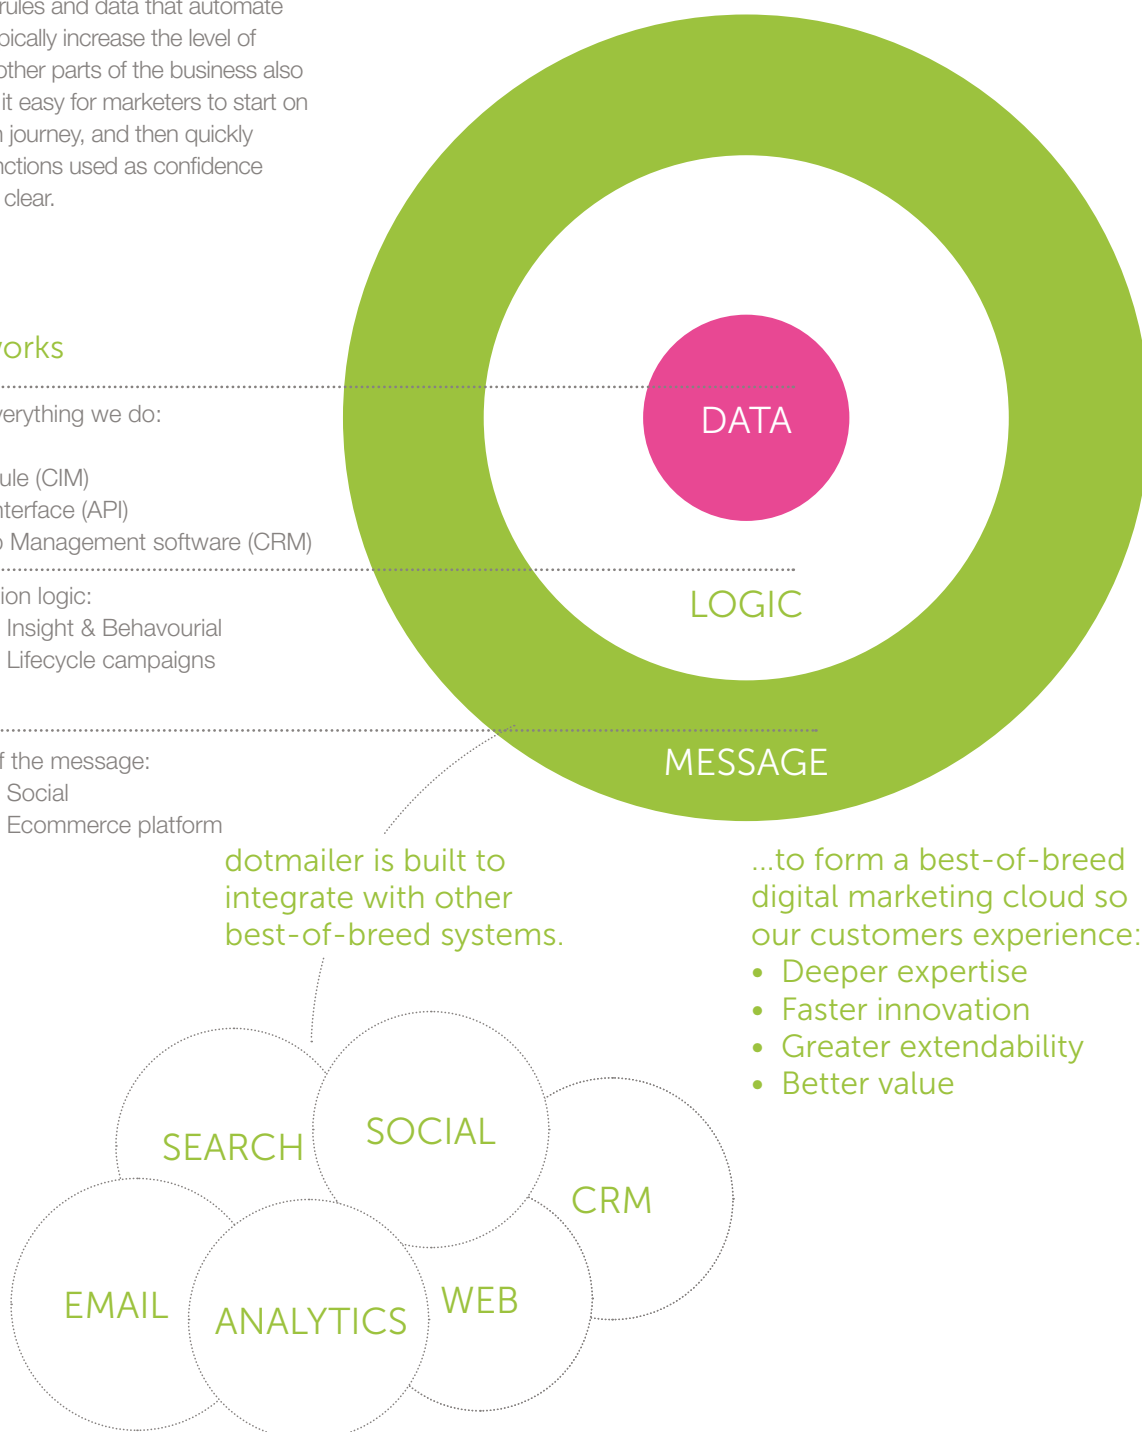 rules and data that automate
pically increase the level of
other parts of the business also
it easy for marketers to start on
journey, and then quickly
nctions used as confidence
clear.
works
verything we do:
ule (CIM)
nterface (API)
Management software (CRM)
DATA
tion logic:
Insight & Behavourial
Lifecycle campaigns
LOGIC
of the message:
Social
Ecommerce platform
MESSAGE
dotmailer is built to
integrate with other
best-of-breed systems.
...to form a best-of-breed
digital marketing cloud so
our customers experience:
• Deeper expertise
• Faster innovation
• Greater extendability
• Better value
SEARCH
SOCIAL
CRM
EMAIL
ANALYTICS
WEB